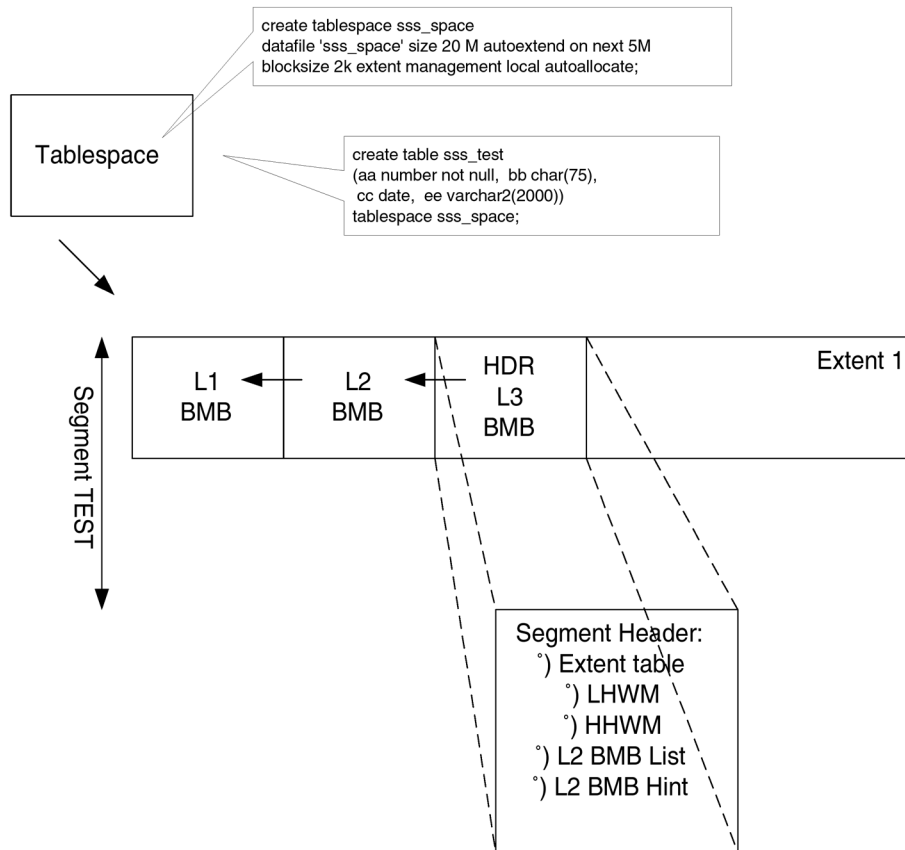 create tablespace sss_space
datafile 'sss_space' size 20 M autoextend on next 5M
blocksize 2k extent management local autoallocate;
Tablespace
create table sss_test
(aa number not null,  bb char(75),
cc date,  ee varchar2(2000))
tablespace sss_space;
Segment TEST
L1
BMB
L2
BMB
HDR
L3
BMB
Extent 1
Segment Header:
°) Extent table
°) LHWM
°) HHWM
°) L2 BMB List
°) L2 BMB Hint